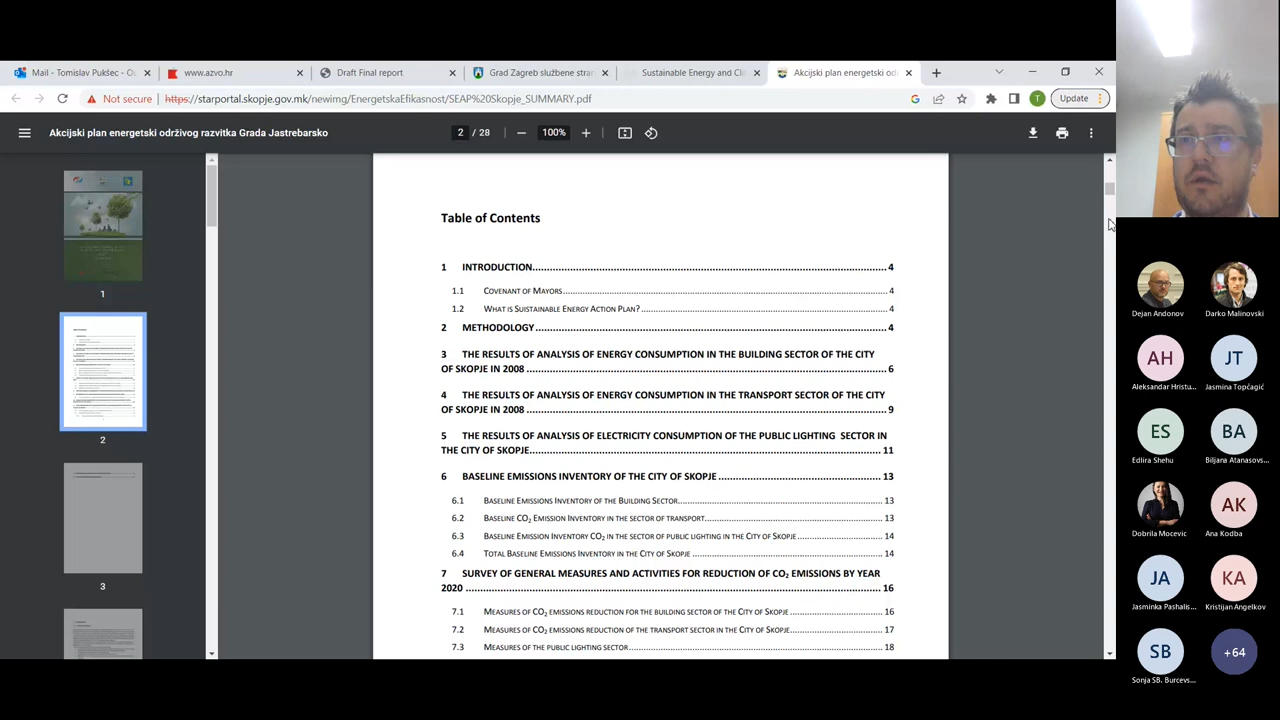 Mail - Tomislav Pukšec - Ou
www.azvo.hr
Draft Final report
Grad Zagreb službene stran
Sustainable Energy and Cli
Akcijski plan energetski odr
Not secure
https://starportal.skopje.gov.mk/newimg/EnergetskaEfikasnost/SEAP%20Skopje_SUMMARY.pdf
T
Update
Akcijski plan energetski održivog razvitka Grada Jastrebarsko
2 / 28
100%
1
2
3
Table of Contents
1 INTRODUCTION 4
1.1 COVENANT OF MAYORS 4
1.2 WHAT IS SUISTAINABLE ENERGY ACTION PLAN? 4
2 METHODOLOGY 4
3 THE RESULTS OF ANALYSIS OF ENERGY CONSUMPTION IN THE BUILDING SECTOR OF THE CITY
OF SKOPJE IN 2008 6
4 THE RESULTS OF ANALYSIS OF ENERGY CONSUMPTION IN THE TRANSPORT SECTOR OF THE CITY
OF SKOPJE IN 2008 9
5 THE RESULTS OF ANALYSIS OF ELECTRICITY CONSUMPTION OF THE PUBLIC LIGHTING SECTOR IN
THE CITY OF SKOPJE 11
6 BASELINE EMISSIONS INVENTORY OF THE CITY OF SKOPJE 13
6.1 BASELINE EMISSIONS INVENTORY OF THE BUILDING SECTOR 13
6.2 BASELINE CO₂ EMISSION INVENTORY IN THE SECTOR OF TRANSPORT 13
6.3 BASELINE EMISSION INVENTORY CO₂ IN THE SECTOR OF PUBLIC LIGHTING IN THE CITY OF SKOPJE 14
6.4 TOTAL BASELINE EMISSIONS INVENTORY IN THE CITY OF SKOPJE 14
7 SURVEY OF GENERAL MEASURES AND ACTIVITIES FOR REDUCTION OF CO₂ EMISSIONS BY YEAR
2020 16
7.1 MEASURES OF CO₂ EMISSIONS REDUCTION FOR THE BUILDING SECTOR OF THE CITY OF SKOPJE 16
7.2 MEASURES OF CO₂ EMISSIONS REDUCTION OF THE TRANSPORT SECTOR IN THE CITY OF SKOPJE 17
7.3 MEASURES OF THE PUBLIC LIGHTING SECTOR 18
Dejan Andonov
Darko Malinovski
AH
JT
Aleksandar Hristu...
Jasmina Topčagić
ES
BA
Edlira Shehu
Biljana Atanasovs...
AK
Dobrila Mocevic
Ana Kodba
JA
KA
Jasminka Pashalis...
Kristijan Angelkov
SB
+64
Sonja SB. Burcevs...